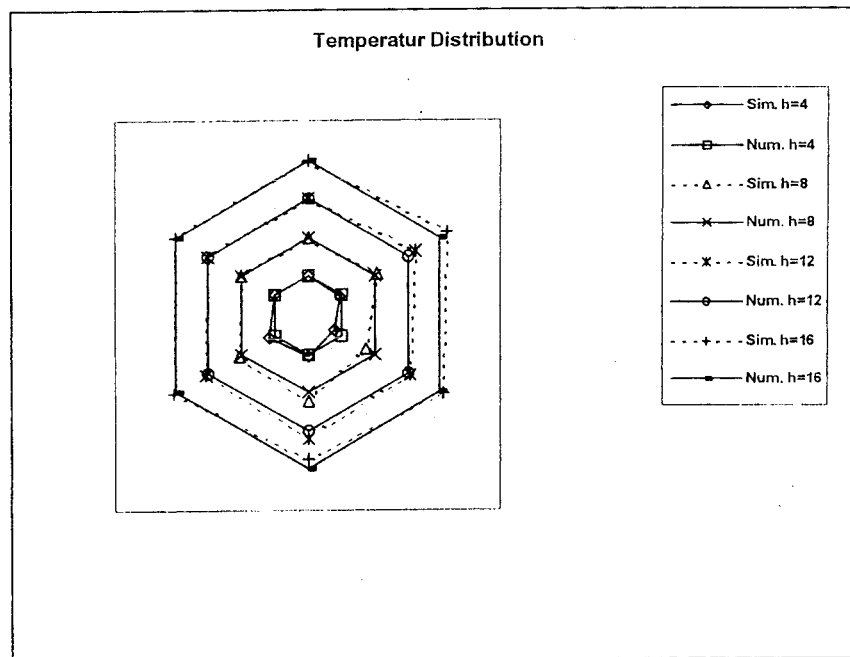 Temperatur Distribution
Sim. h=4
Num. h=4
Sim. h=8
Num. h=8
Sim. h=12
Num. h=12
Sim. h=16
Num. h=16